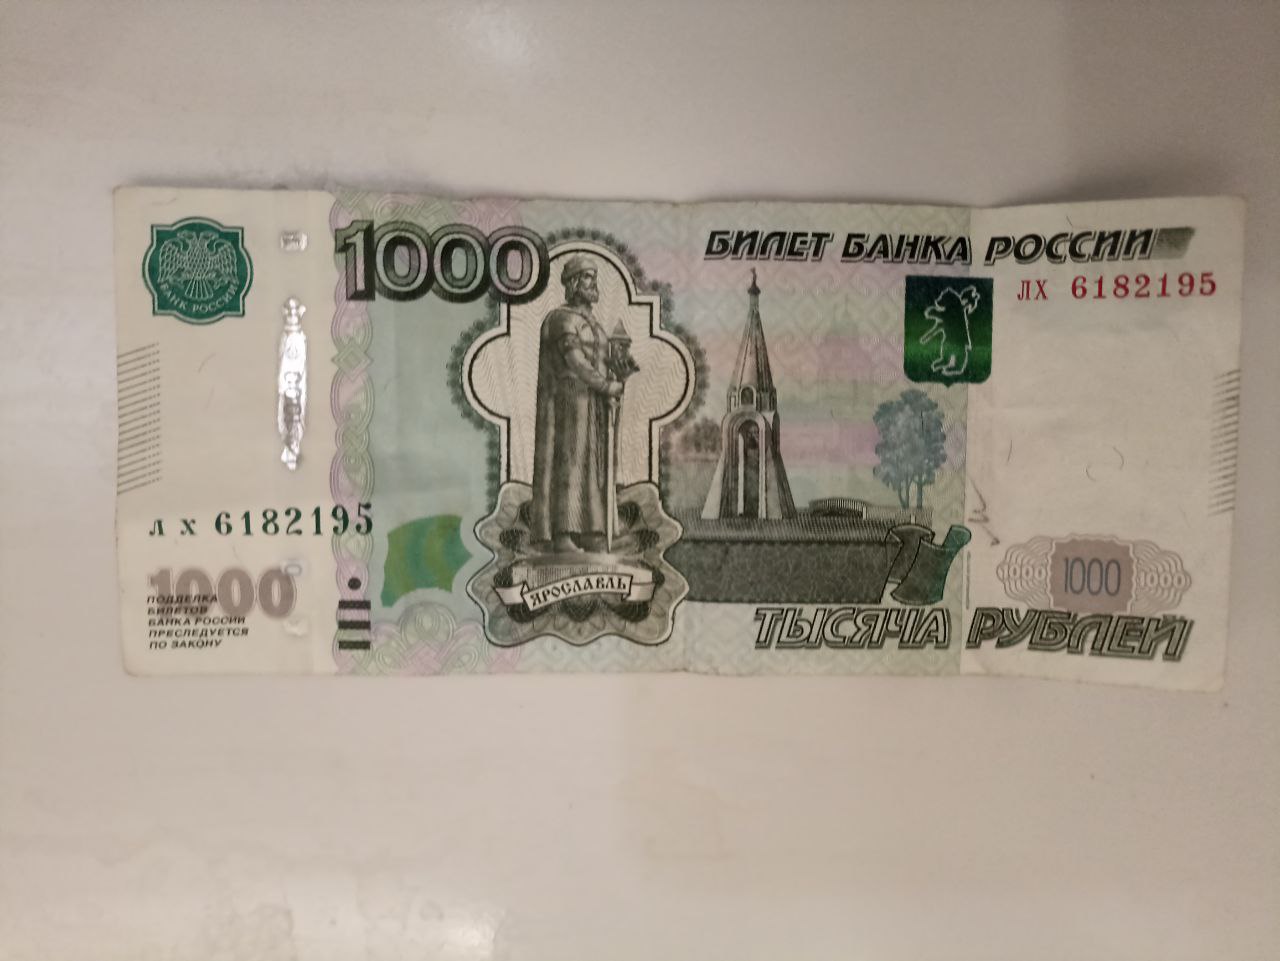 БАНК РОССИИ
1000
БИЛЕТ БАНКА РОССИИ
лх 6182195
лх 6182195
1000
ПОДДЕЛКА
БИЛЕТОВ
БАНКА РОССИИ
ПРЕСЛЕДУЕТСЯ
ПО ЗАКОНУ
ЯРОСЛАВЛЬ
1000 1000 1000
ТЫСЯЧА РУБЛЕЙ